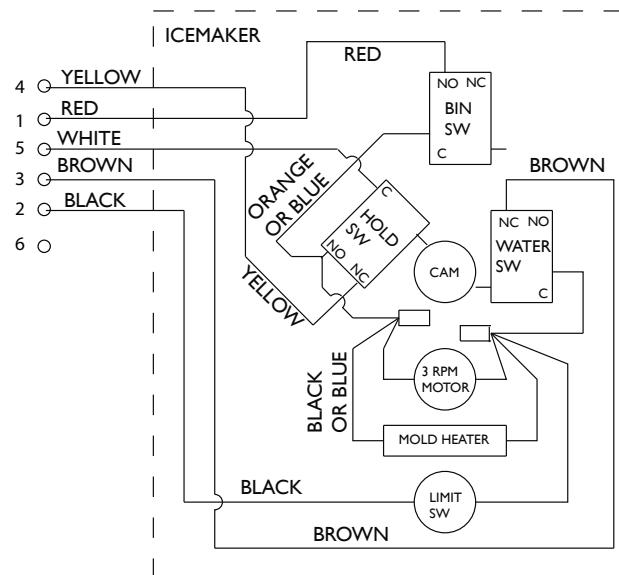 ICEMAKER
RED
4 YELLOW
1 RED
5 WHITE
3 BROWN
2 BLACK
6
NO NC
BIN
SW
C
BROWN
ORANGE
OR BLUE
C
HOLD
SW
NO
NC
NC NO
WATER
SW
C
CAM
YELLOW
3 RPM
MOTOR
BLACK
OR BLUE
MOLD HEATER
BLACK
LIMIT
SW
BROWN